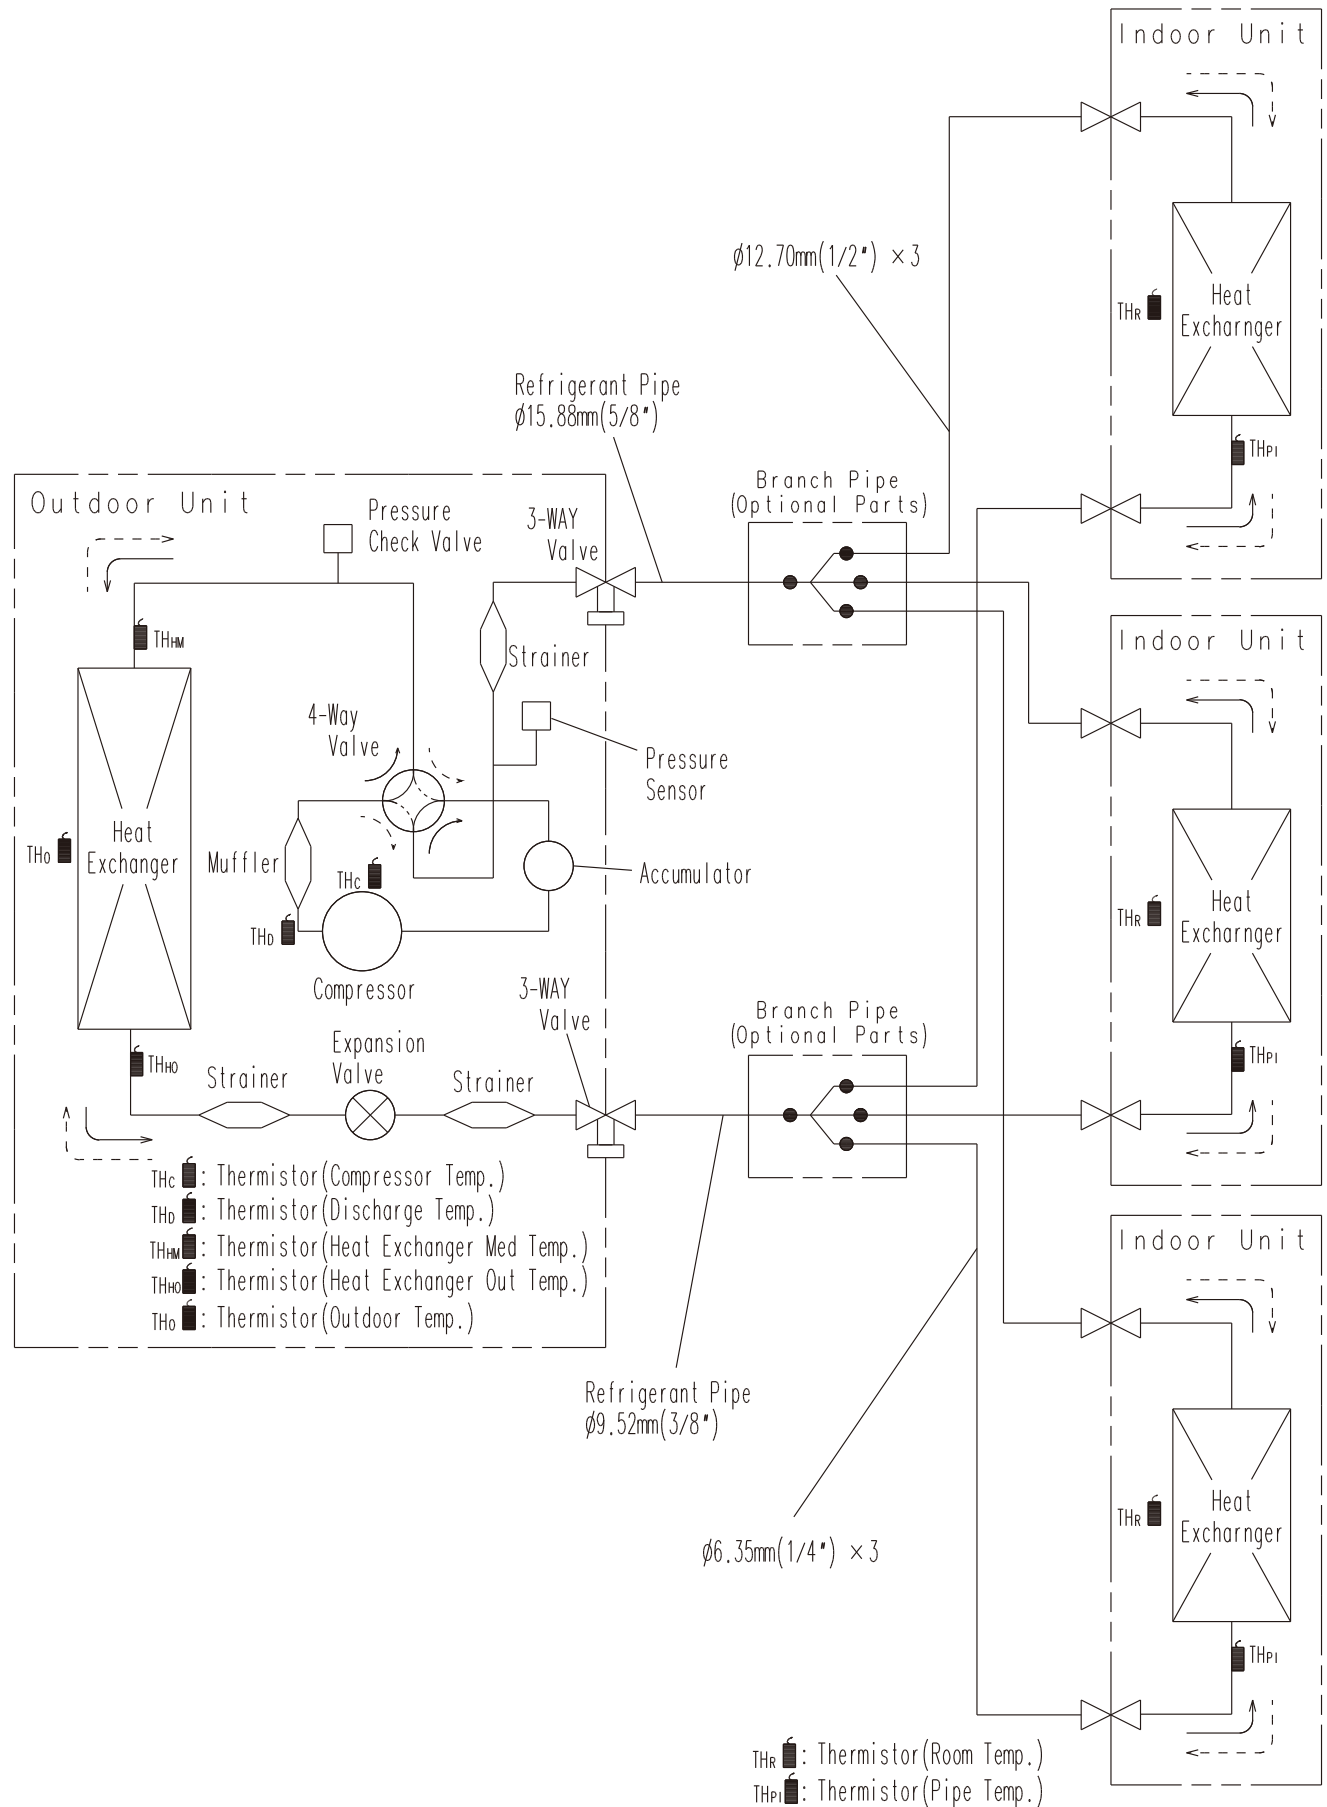 Indoor Unit
Ø12.70mm(1/2") ×3
THR
Heat
Excharnger
Refrigerant Pipe
Ø15.88mm(5/8")
THPI
Branch Pipe
(Optional Parts)
Outdoor Unit
Pressure
Check Valve
3-WAY
Valve
THHM
Strainer
Indoor Unit
4-Way
Valve
Pressure
Sensor
THO
Heat
Exchanger
Muffler
THC
Accumulator
THD
Compressor
THR
Heat
Excharnger
3-WAY
Valve
Branch Pipe
(Optional Parts)
THHO
Expansion
Valve
Strainer
Strainer
THPI
THC : Thermistor(Compressor Temp.)
THD : Thermistor(Discharge Temp.)
THHM : Thermistor(Heat Exchanger Med Temp.)
THHO : Thermistor(Heat Exchanger Out Temp.)
THO : Thermistor(Outdoor Temp.)
Indoor Unit
Refrigerant Pipe
Ø9.52mm(3/8")
THR
Heat
Excharnger
Ø6.35mm(1/4") ×3
THPI
THR : Thermistor(Room Temp.)
THPI : Thermistor(Pipe Temp.)